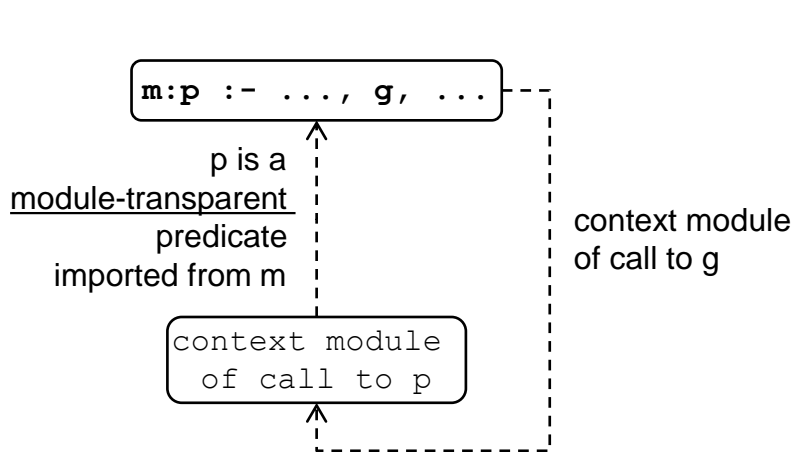 m:p :- ..., g, ...
p is a
module-transparent
predicate
imported from m
context module
of call to g
context module
of call to p